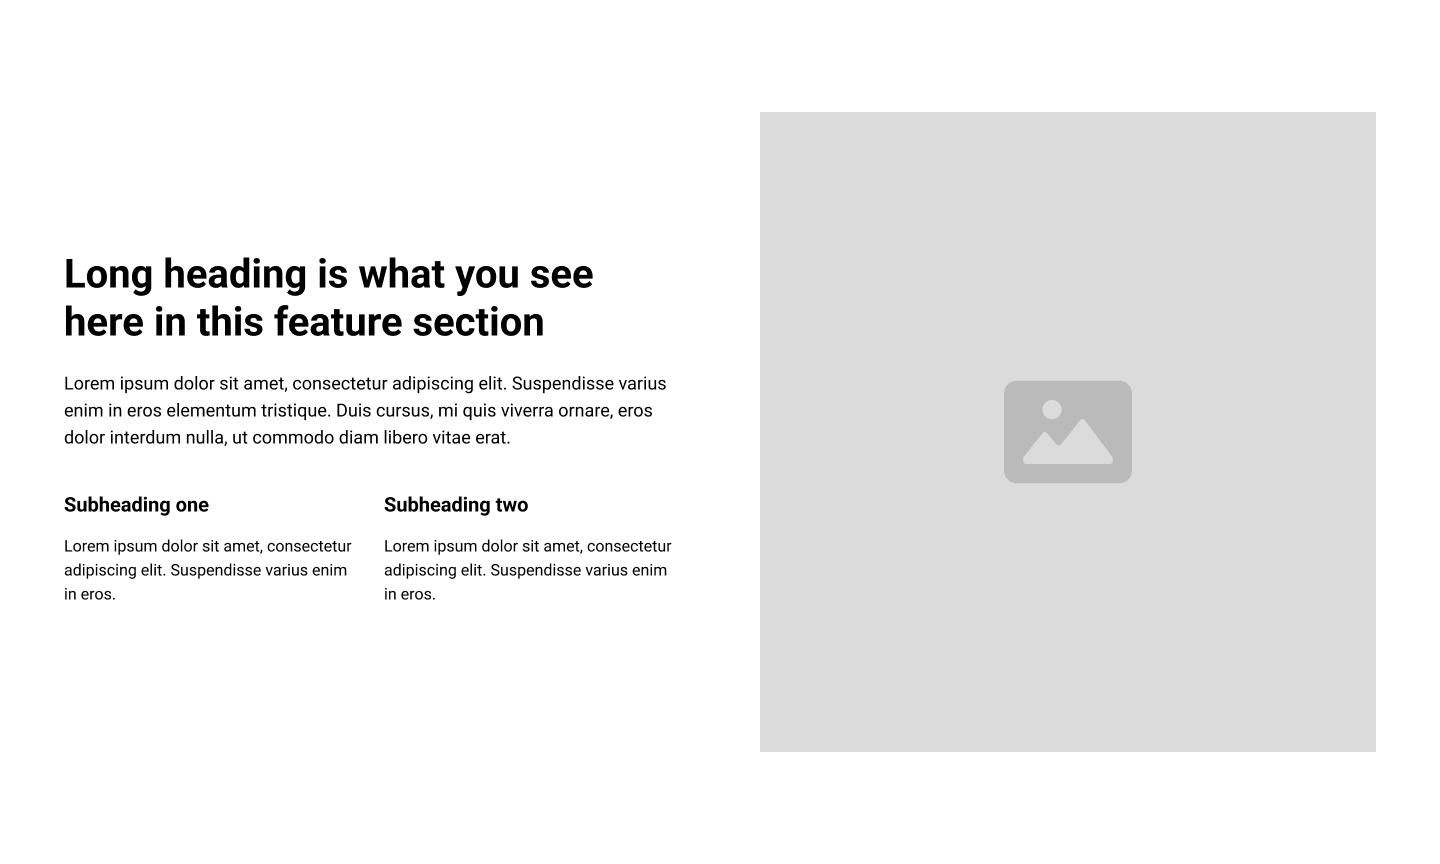 Long heading is what you see
here in this feature section
Lorem ipsum dolor sit amet, consectetur adipiscing elit. Suspendisse varius
enim in eros elementum tristique. Duis cursus, mi quis viverra ornare, eros
dolor interdum nulla, ut commodo diam libero vitae erat.
Subheading one
Lorem ipsum dolor sit amet, consectetur
adipiscing elit. Suspendisse varius enim
in eros.
Subheading two
Lorem ipsum dolor sit amet, consectetur
adipiscing elit. Suspendisse varius enim
in eros.